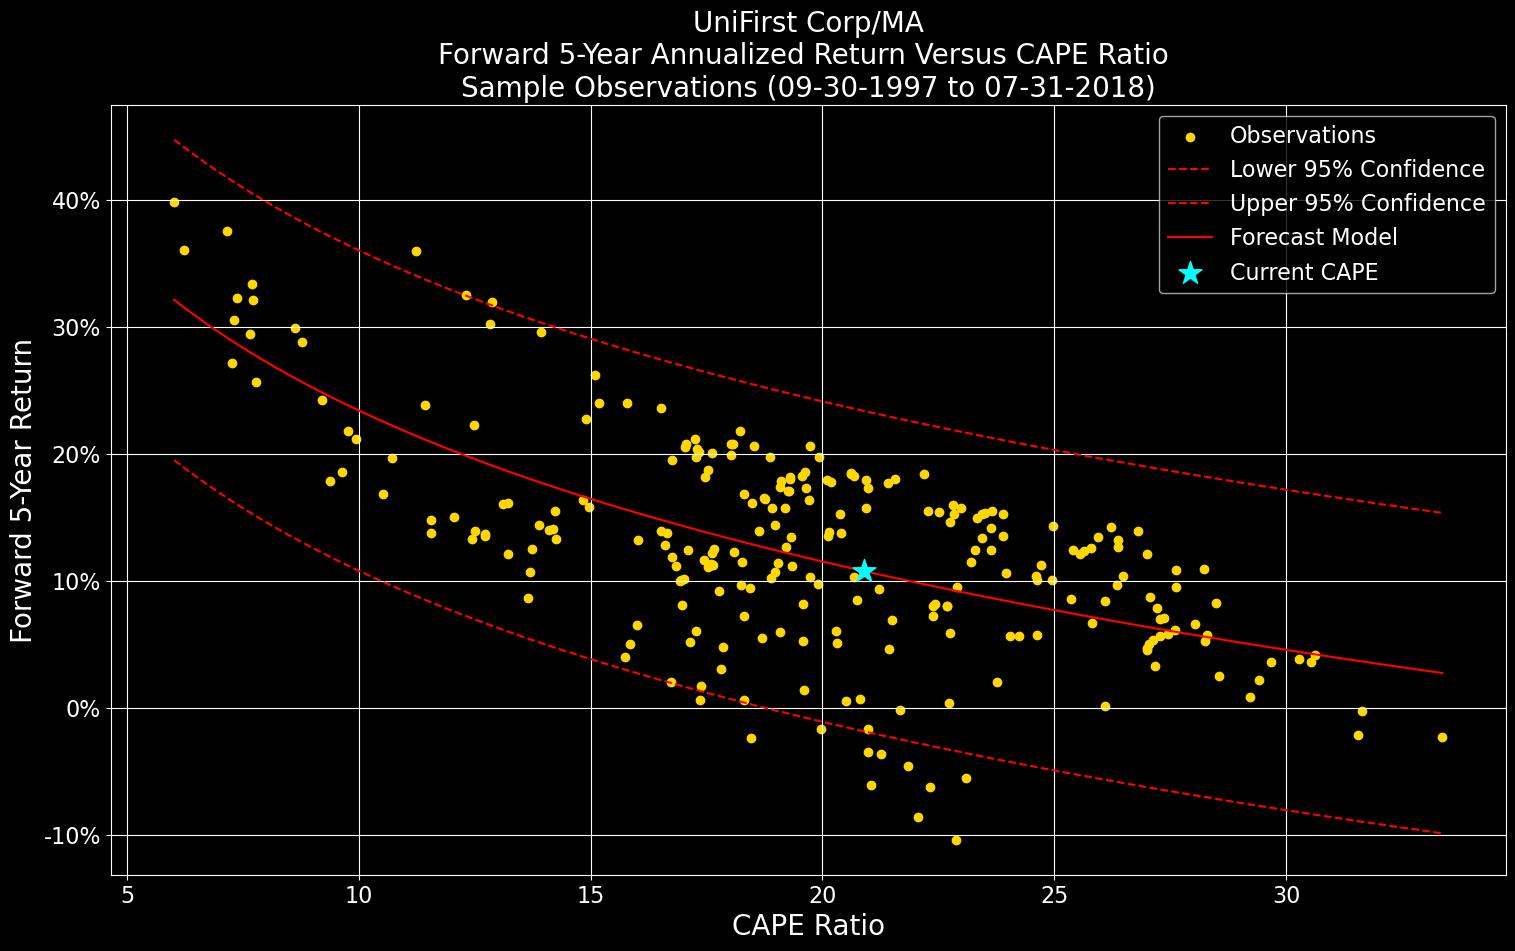 UniFirst Corp/MA
Forward 5-Year Annualized Return Versus CAPE Ratio
Sample Observations (09-30-1997 to 07-31-2018)
Observations
Lower 95% Confidence
Upper 95% Confidence
Forecast Model
Current CAPE
Forward 5-Year Return
40%
30%
20%
10%
0%
-10%
5 10 15 20 25 30
CAPE Ratio